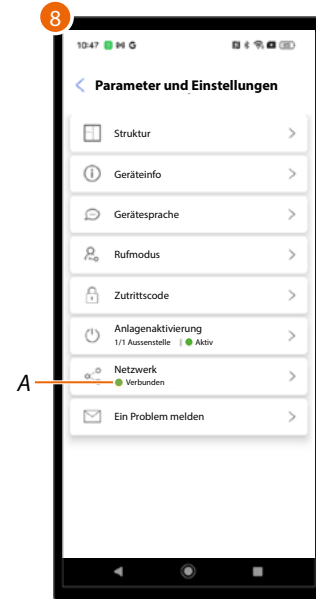 8
10:47 G
Parameter und Einstellungen
Struktur
Geräteinfo
Gerätesprache
Rufmodus
Zutrittscode
Anlagenaktivierung
1/1 Aussenstelle | Aktiv
Netzwerk
A
Verbunden
Ein Problem melden